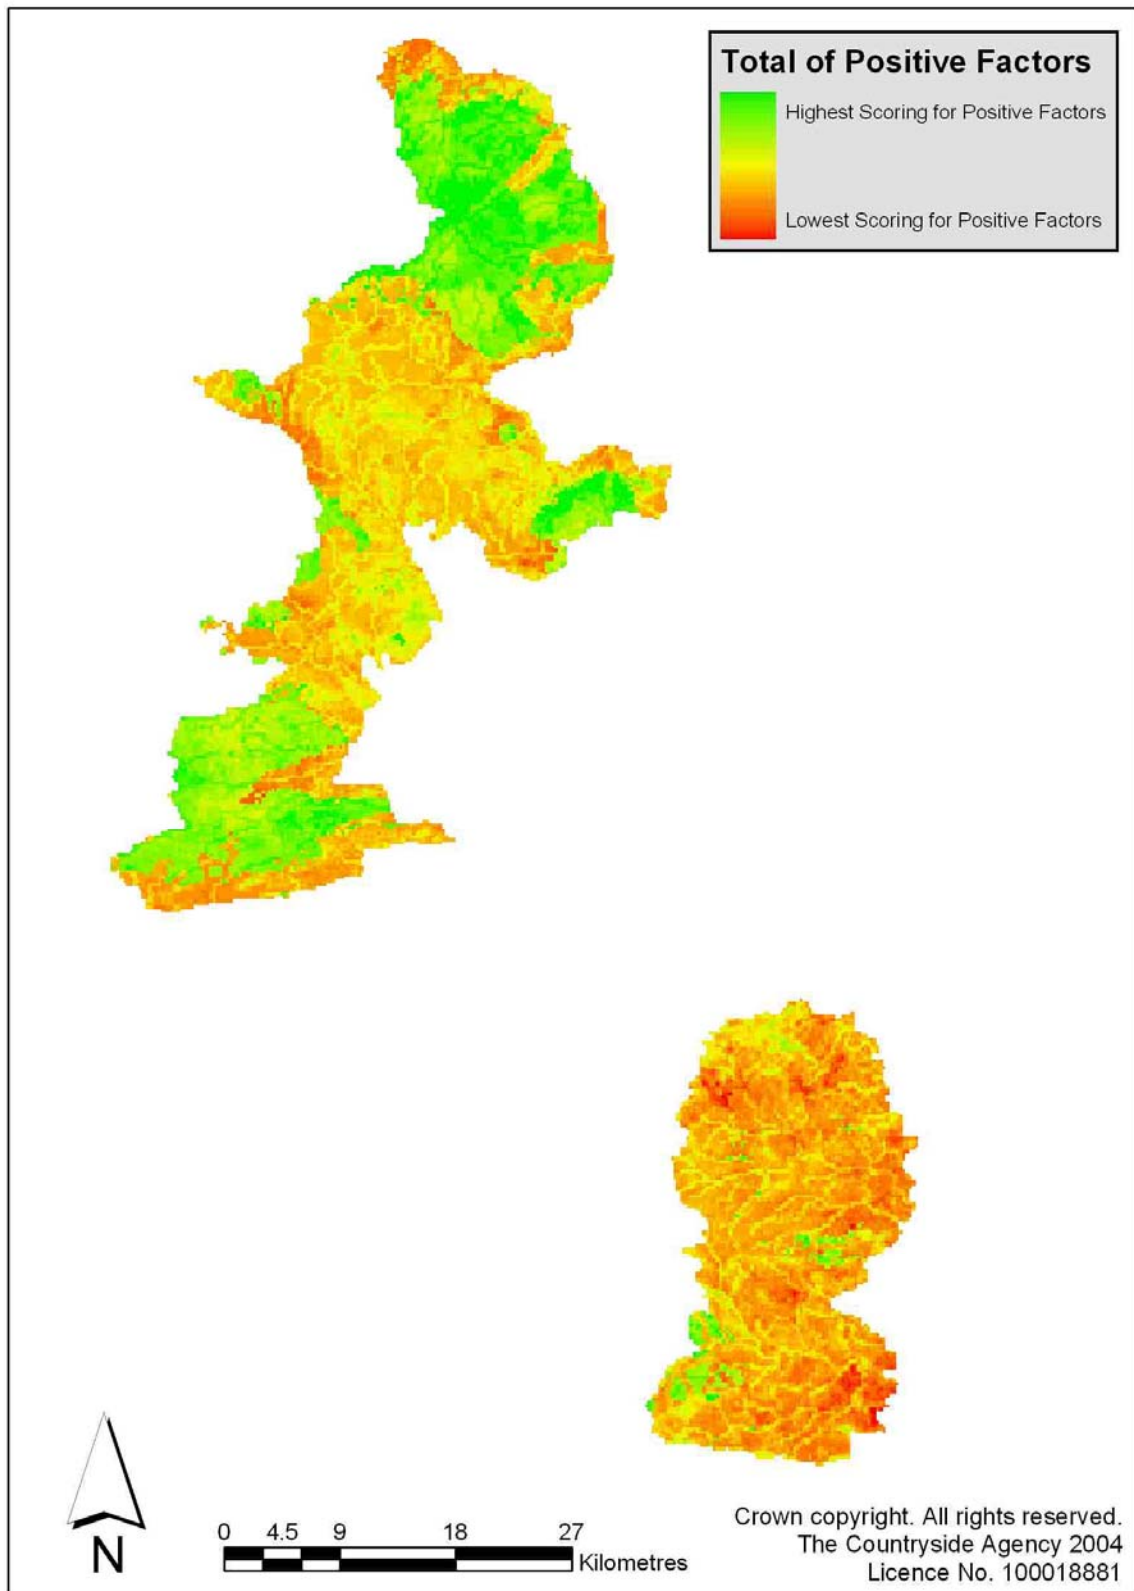 Total of Positive Factors
Highest Scoring for Positive Factors
Lowest Scoring for Positive Factors
N
0 4.5 9 18 27
Kilometres
Crown copyright. All rights reserved.
The Countryside Agency 2004
Licence No. 100018881